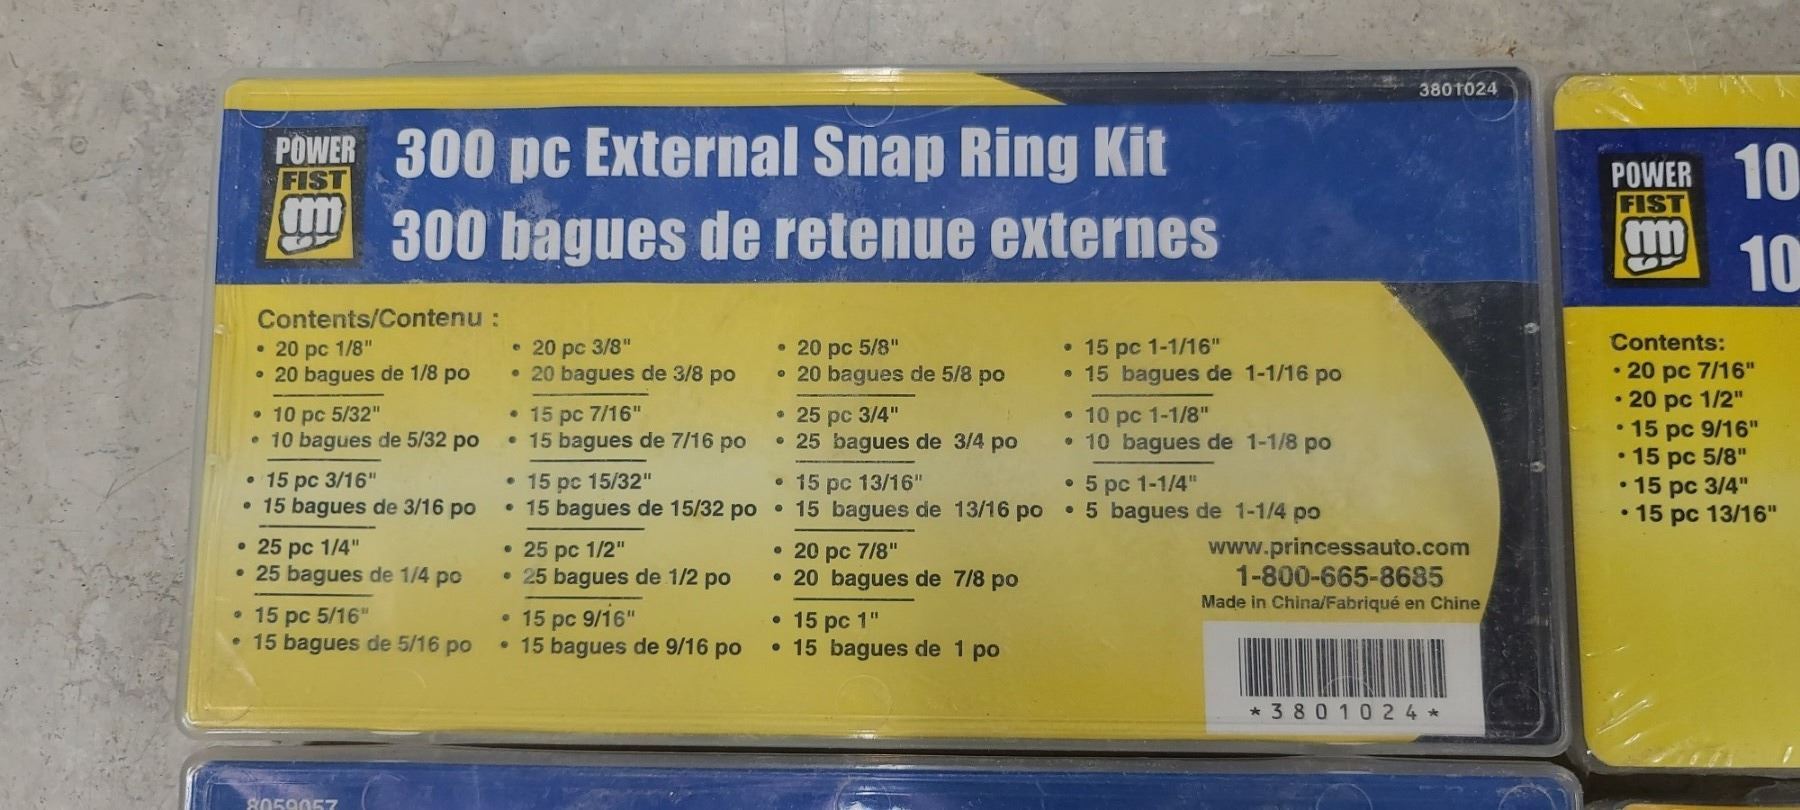 3801024
POWER
FIST
300 pc External Snap Ring Kit
300 bagues de retenue externes
Contents/Contenu :
• 20 pc 1/8"
• 20 bagues de 1/8 po
• 10 pc 5/32"
• 10 bagues de 5/32 po
• 15 pc 3/16"
• 15 bagues de 3/16 po
• 25 pc 1/4"
• 25 bagues de 1/4 po
• 15 pc 5/16"
• 15 bagues de 5/16 po
• 20 pc 3/8"
• 20 bagues de 3/8 po
• 15 pc 7/16"
• 15 bagues de 7/16 po
• 15 pc 15/32"
• 15 bagues de 15/32 po
• 25 pc 1/2"
• 25 bagues de 1/2 po
• 15 pc 9/16"
• 15 bagues de 9/16 po
• 20 pc 5/8"
• 20 bagues de 5/8 po
• 25 pc 3/4"
• 25 bagues de 3/4 po
• 15 pc 13/16"
• 15 bagues de 13/16 po
• 20 pc 7/8"
• 20 bagues de 7/8 po
• 15 pc 1"
• 15 bagues de 1 po
• 15 pc 1-1/16"
• 15 bagues de 1-1/16 po
• 10 pc 1-1/8"
• 10 bagues de 1-1/8 po
• 5 pc 1-1/4"
• 5 bagues de 1-1/4 po
www.princessauto.com
1-800-665-8685
Made in China/Fabriqué en Chine
*3801024*
POWER
FIST
10
10
Contents:
• 20 pc 7/16"
• 20 pc 1/2"
• 15 pc 9/16"
• 15 pc 5/8"
• 15 pc 3/4"
• 15 pc 13/16"
8059057